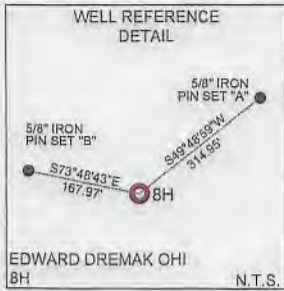 WELL REFERENCE
DETAIL
5/8" IRON
PIN SET "A"
5/8" IRON
PIN SET "B"
S49°48'59"W
314.95'
S73°48'43"E
167.97'
8H
EDWARD DREMAK OHI
8H
N.T.S.